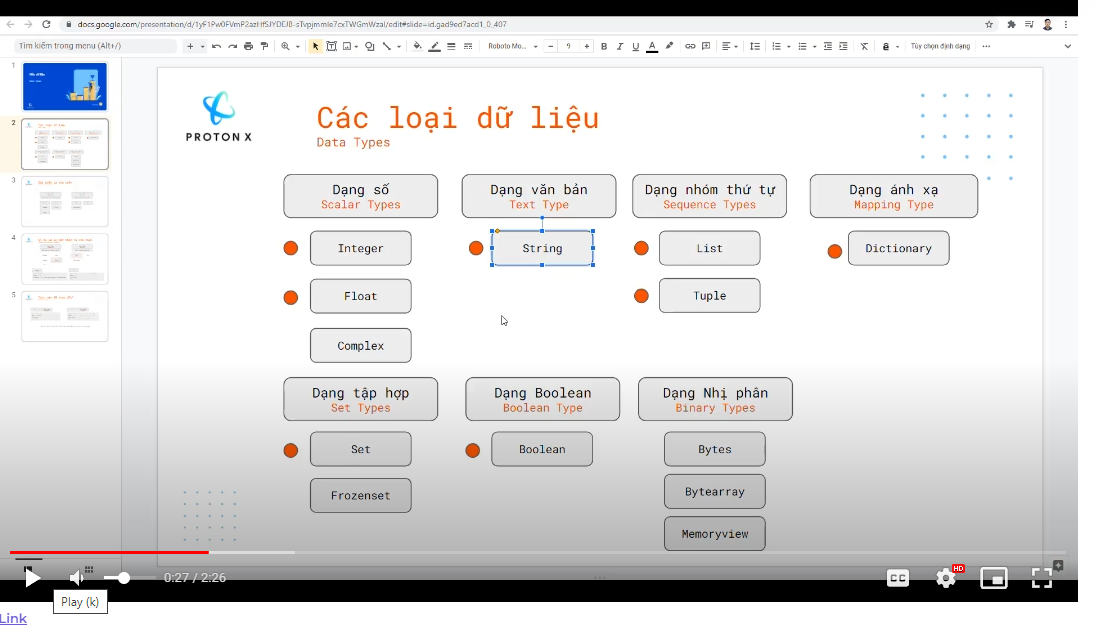 docs.google.com/presentation/d/1yF1Pw0FVmP2azHfSJYDEJB-sTvpjmmIe7cxTWGmWzaI/edit#slide=id.gad9ed7acd1_0_407
Tìm kiếm trong menu (Alt+/)
Roboto Mo...
9
B I U A
Tùy chọn định dạng
1
2
3
4
5
PROTON X
Các loại dữ liệu
Data Types
Dạng số
Scalar Types
Dạng văn bản
Text Type
Dạng nhóm thứ tự
Sequence Types
Dạng ánh xạ
Mapping Type
Integer
String
List
Dictionary
Float
Tuple
Complex
Dạng tập hợp
Set Types
Dạng Boolean
Boolean Type
Dạng Nhị phân
Binary Types
Set
Boolean
Bytes
Frozenset
Bytearray
Memoryview
0:27 / 2:26
CC
HD
Play (k)
Link